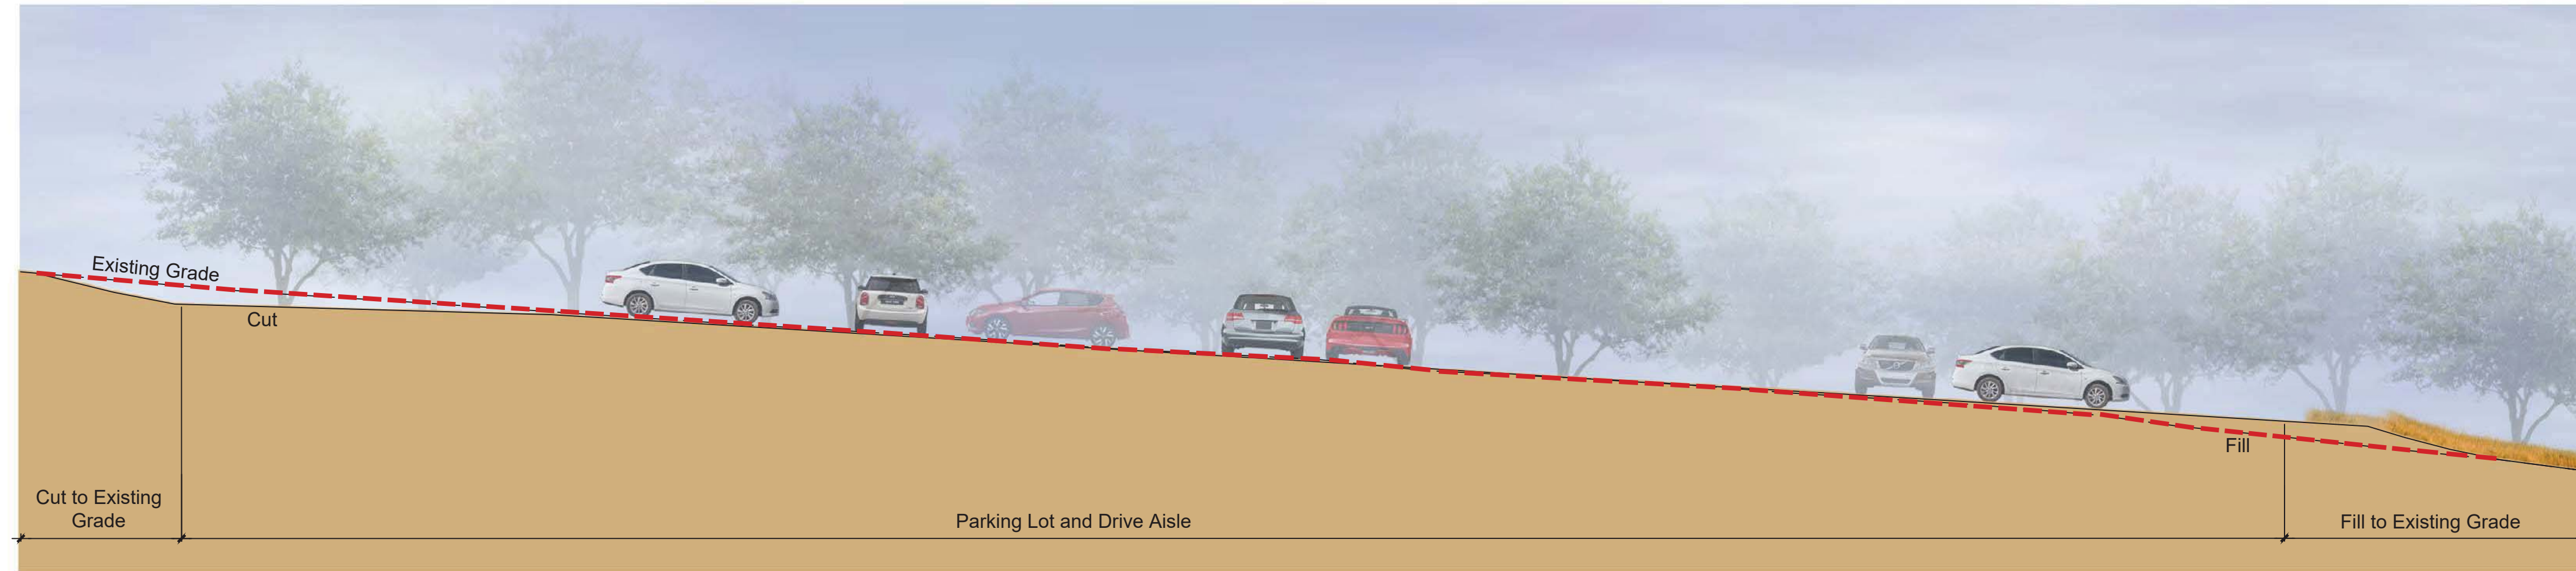 Existing Grade
Cut
Fill
Cut to Existing
Grade
Parking Lot and Drive Aisle
Fill to Existing Grade